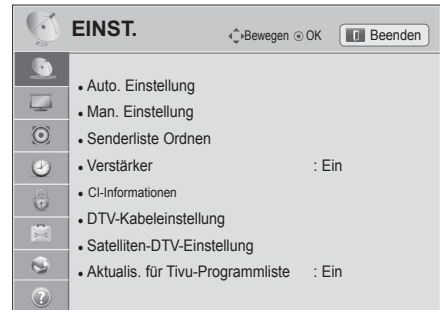 EINST.
Bewegen OK Beenden
Auto. Einstellung
Man. Einstellung
Senderliste Ordnen
Verstärker : Ein
CI-Informationen
DTV-Kabeleinstellung
Satelliten-DTV-Einstellung
Aktualis. für Tivu-Programmliste : Ein